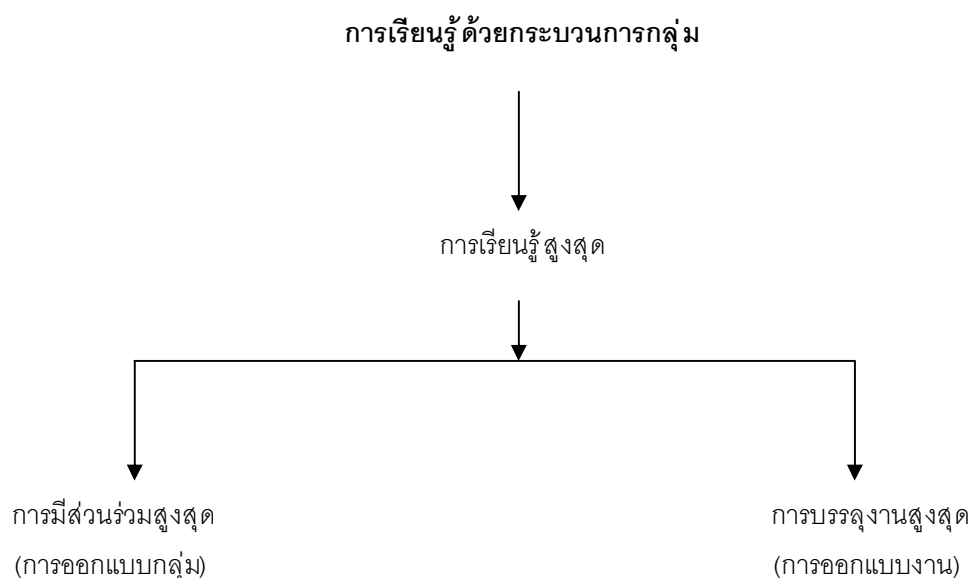 การเรียนรู้ด้วยกระบวนการกลุ่ม
การเรียนรู้สูงสุด
การมีส่วนร่วมสูงสุด
(การออกแบบกลุ่ม)
การบรรลุงานสูงสุด
(การออกแบบงาน)